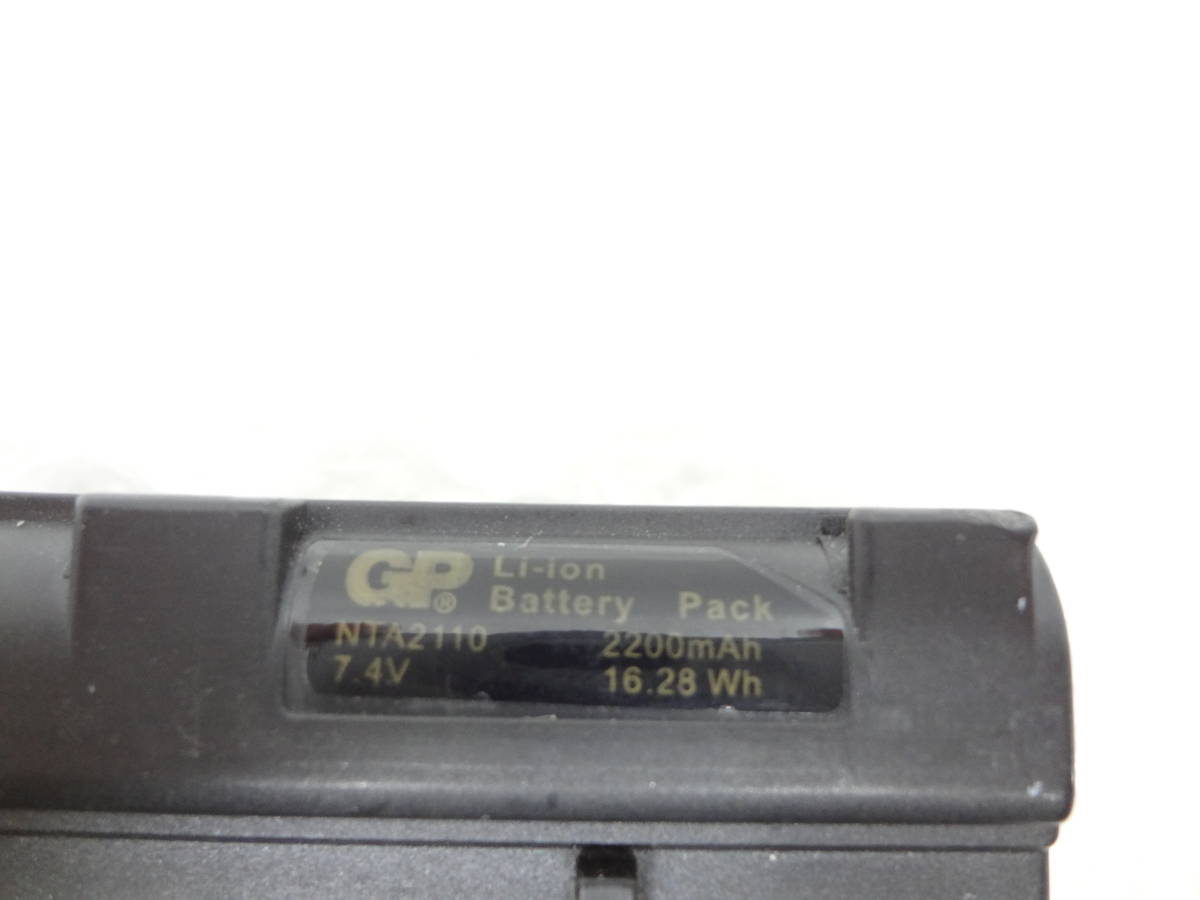 GP® Li-ion
Battery Pack
NTA2110 2200mAh
7.4V 16.28 Wh